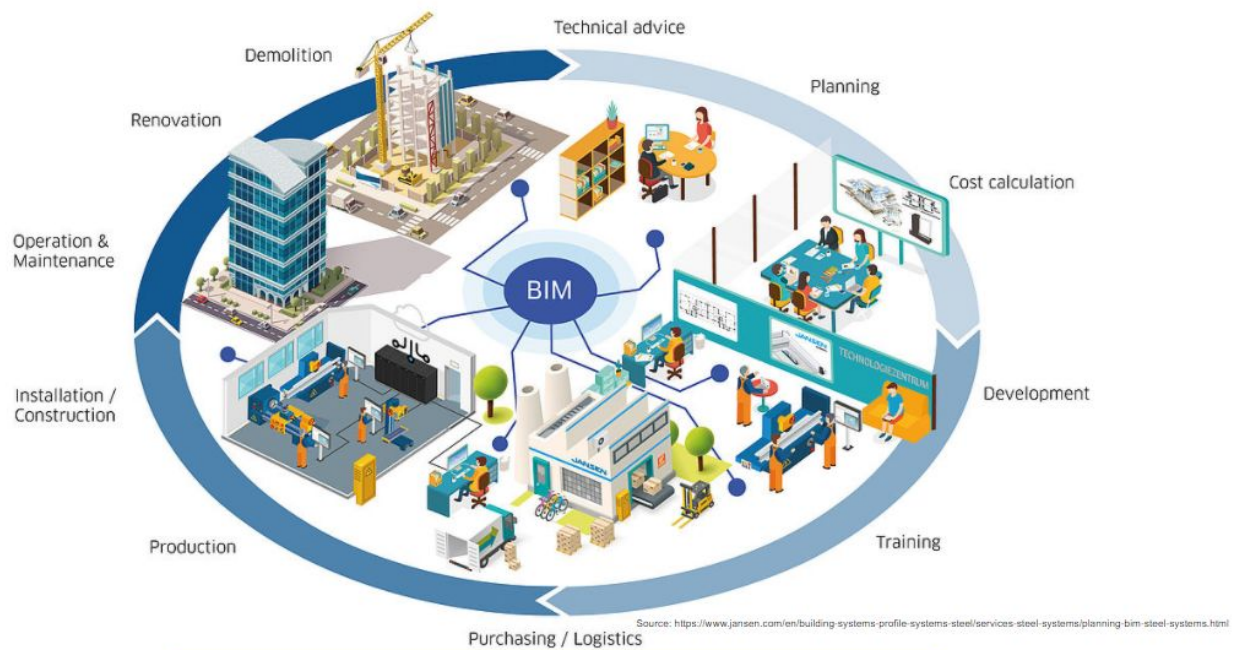 Technical advice
Demolition
Planning
Renovation
Cost calculation
Operation &
Maintenance
BIM
JANSEN
TECHNOLOGIEZENTRUM
Installation /
Construction
Development
JANSEN
Production
Training
Source: https://www.jansen.com/en/building-systems-profile-systems-steel/services-steel-systems/planning-bim-steel-systems.html
Purchasing / Logistics